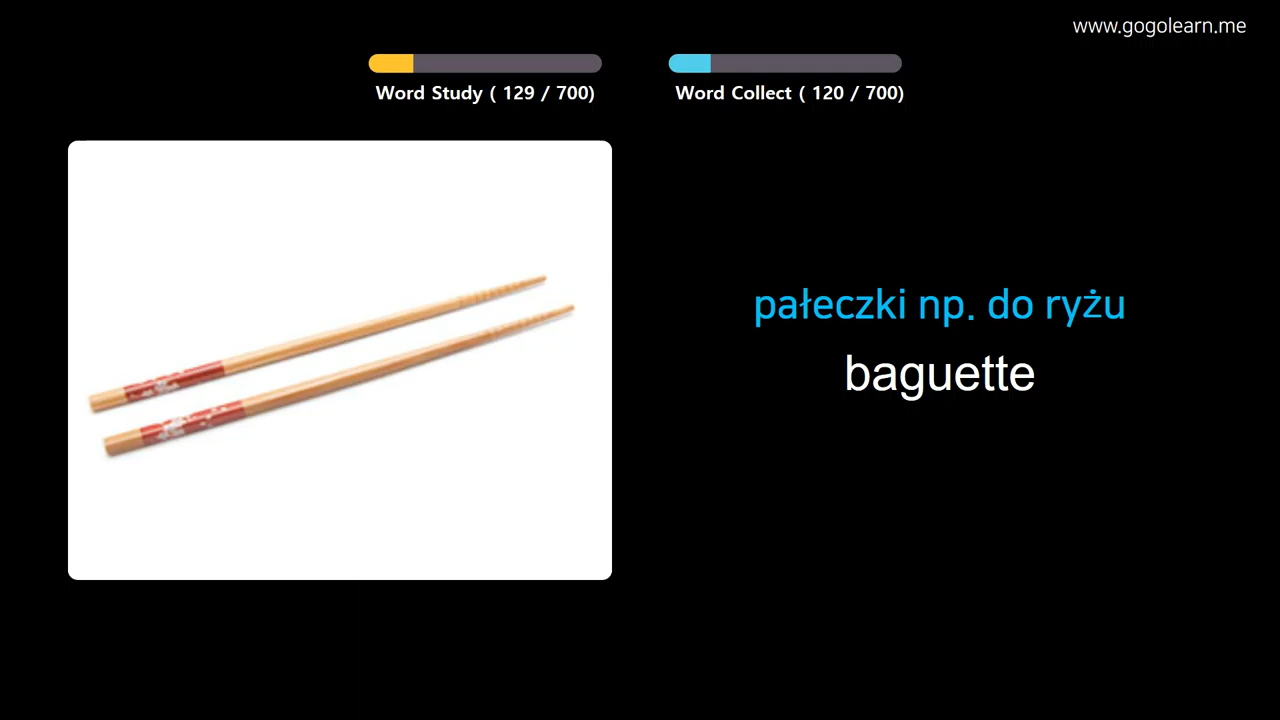 www.gogolearn.me
Word Study ( 129 / 700)
Word Collect ( 120 / 700)
pałeczki np. do ryżu
baguette